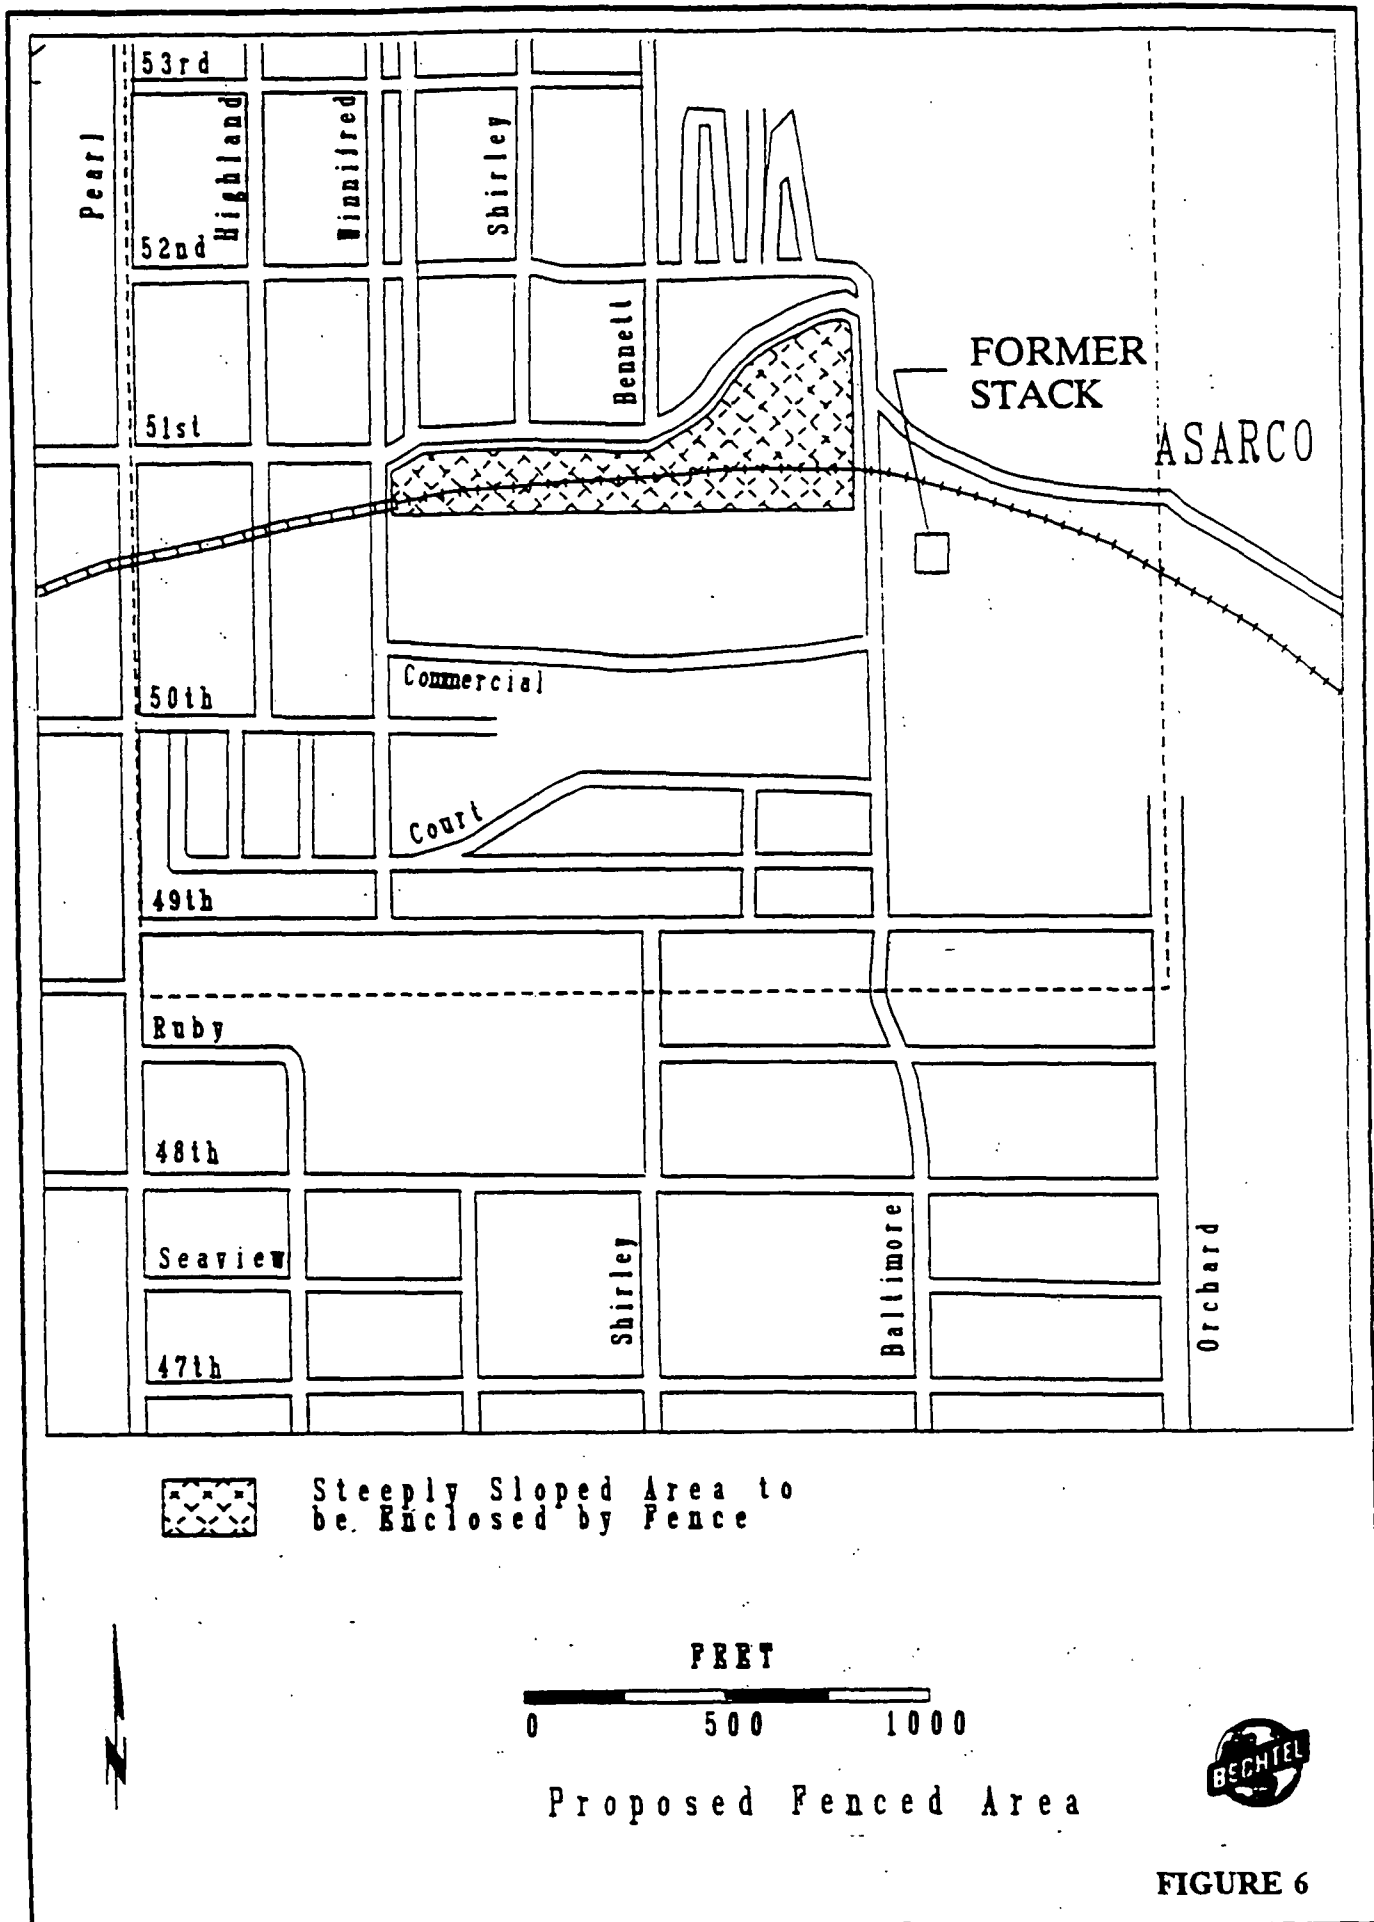 53rd
Pearl
Highland
Winnifred
Shirley
52nd
Bennett
FORMER
STACK
51st
ASARCO
50th
Commercial
Court
49th
Ruby
48th
Seaview
Shirley
Baltimore
Orchard
47th
Steeply Sloped Area to
be Enclosed by Fence
N
FEET
0 500 1000
Proposed Fenced Area
BECHTEL
FIGURE 6